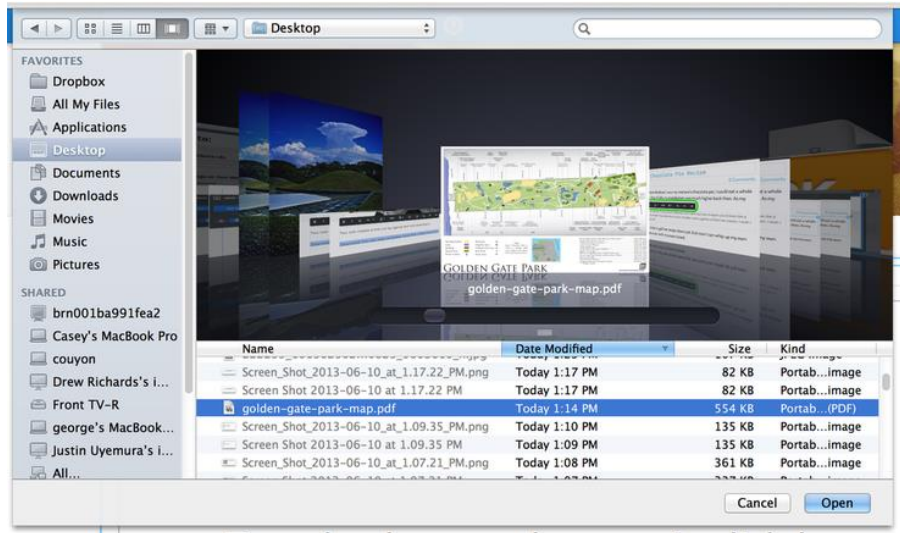 Desktop
FAVORITES
Dropbox
All My Files
Applications
Desktop
Documents
Downloads
Movies
Music
Pictures
SHARED
brn001ba991fea2
Casey's MacBook Pro
couyon
Drew Richards's i...
Front TV-R
george's MacBook...
Justin Uyemura's i...
All...
GOLDEN GATE PARK
golden-gate-park-map.pdf
Name Date Modified Size Kind
Screen_Shot_2013-06-10_at_1.17.22_PM.png Today 1:17 PM 82 KB Portab...image
Screen Shot 2013-06-10 at 1.17.22 PM Today 1:17 PM 82 KB Portab...image
golden-gate-park-map.pdf Today 1:14 PM 554 KB Portab...(PDF)
Screen_Shot_2013-06-10_at_1.09.35_PM.png Today 1:10 PM 135 KB Portab...image
Screen Shot 2013-06-10 at 1.09.35 PM Today 1:09 PM 135 KB Portab...image
Screen_Shot_2013-06-10_at_1.07.21_PM.png Today 1:08 PM 361 KB Portab...image
Cancel Open